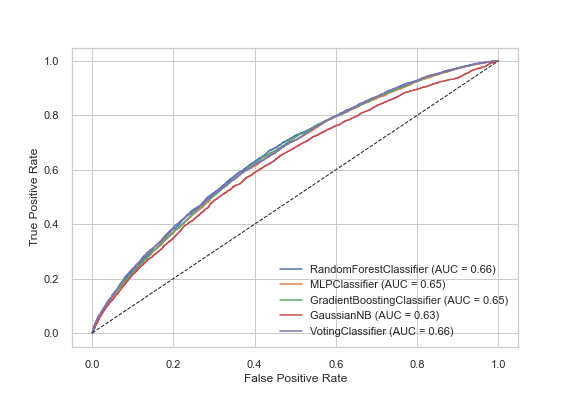 True Positive Rate
1.0
0.8
0.6
0.4
0.2
0.0
RandomForestClassifier (AUC = 0.66)
MLPClassifier (AUC = 0.65)
GradientBoostingClassifier (AUC = 0.65)
GaussianNB (AUC = 0.63)
VotingClassifier (AUC = 0.66)
0.0 0.2 0.4 0.6 0.8 1.0
False Positive Rate